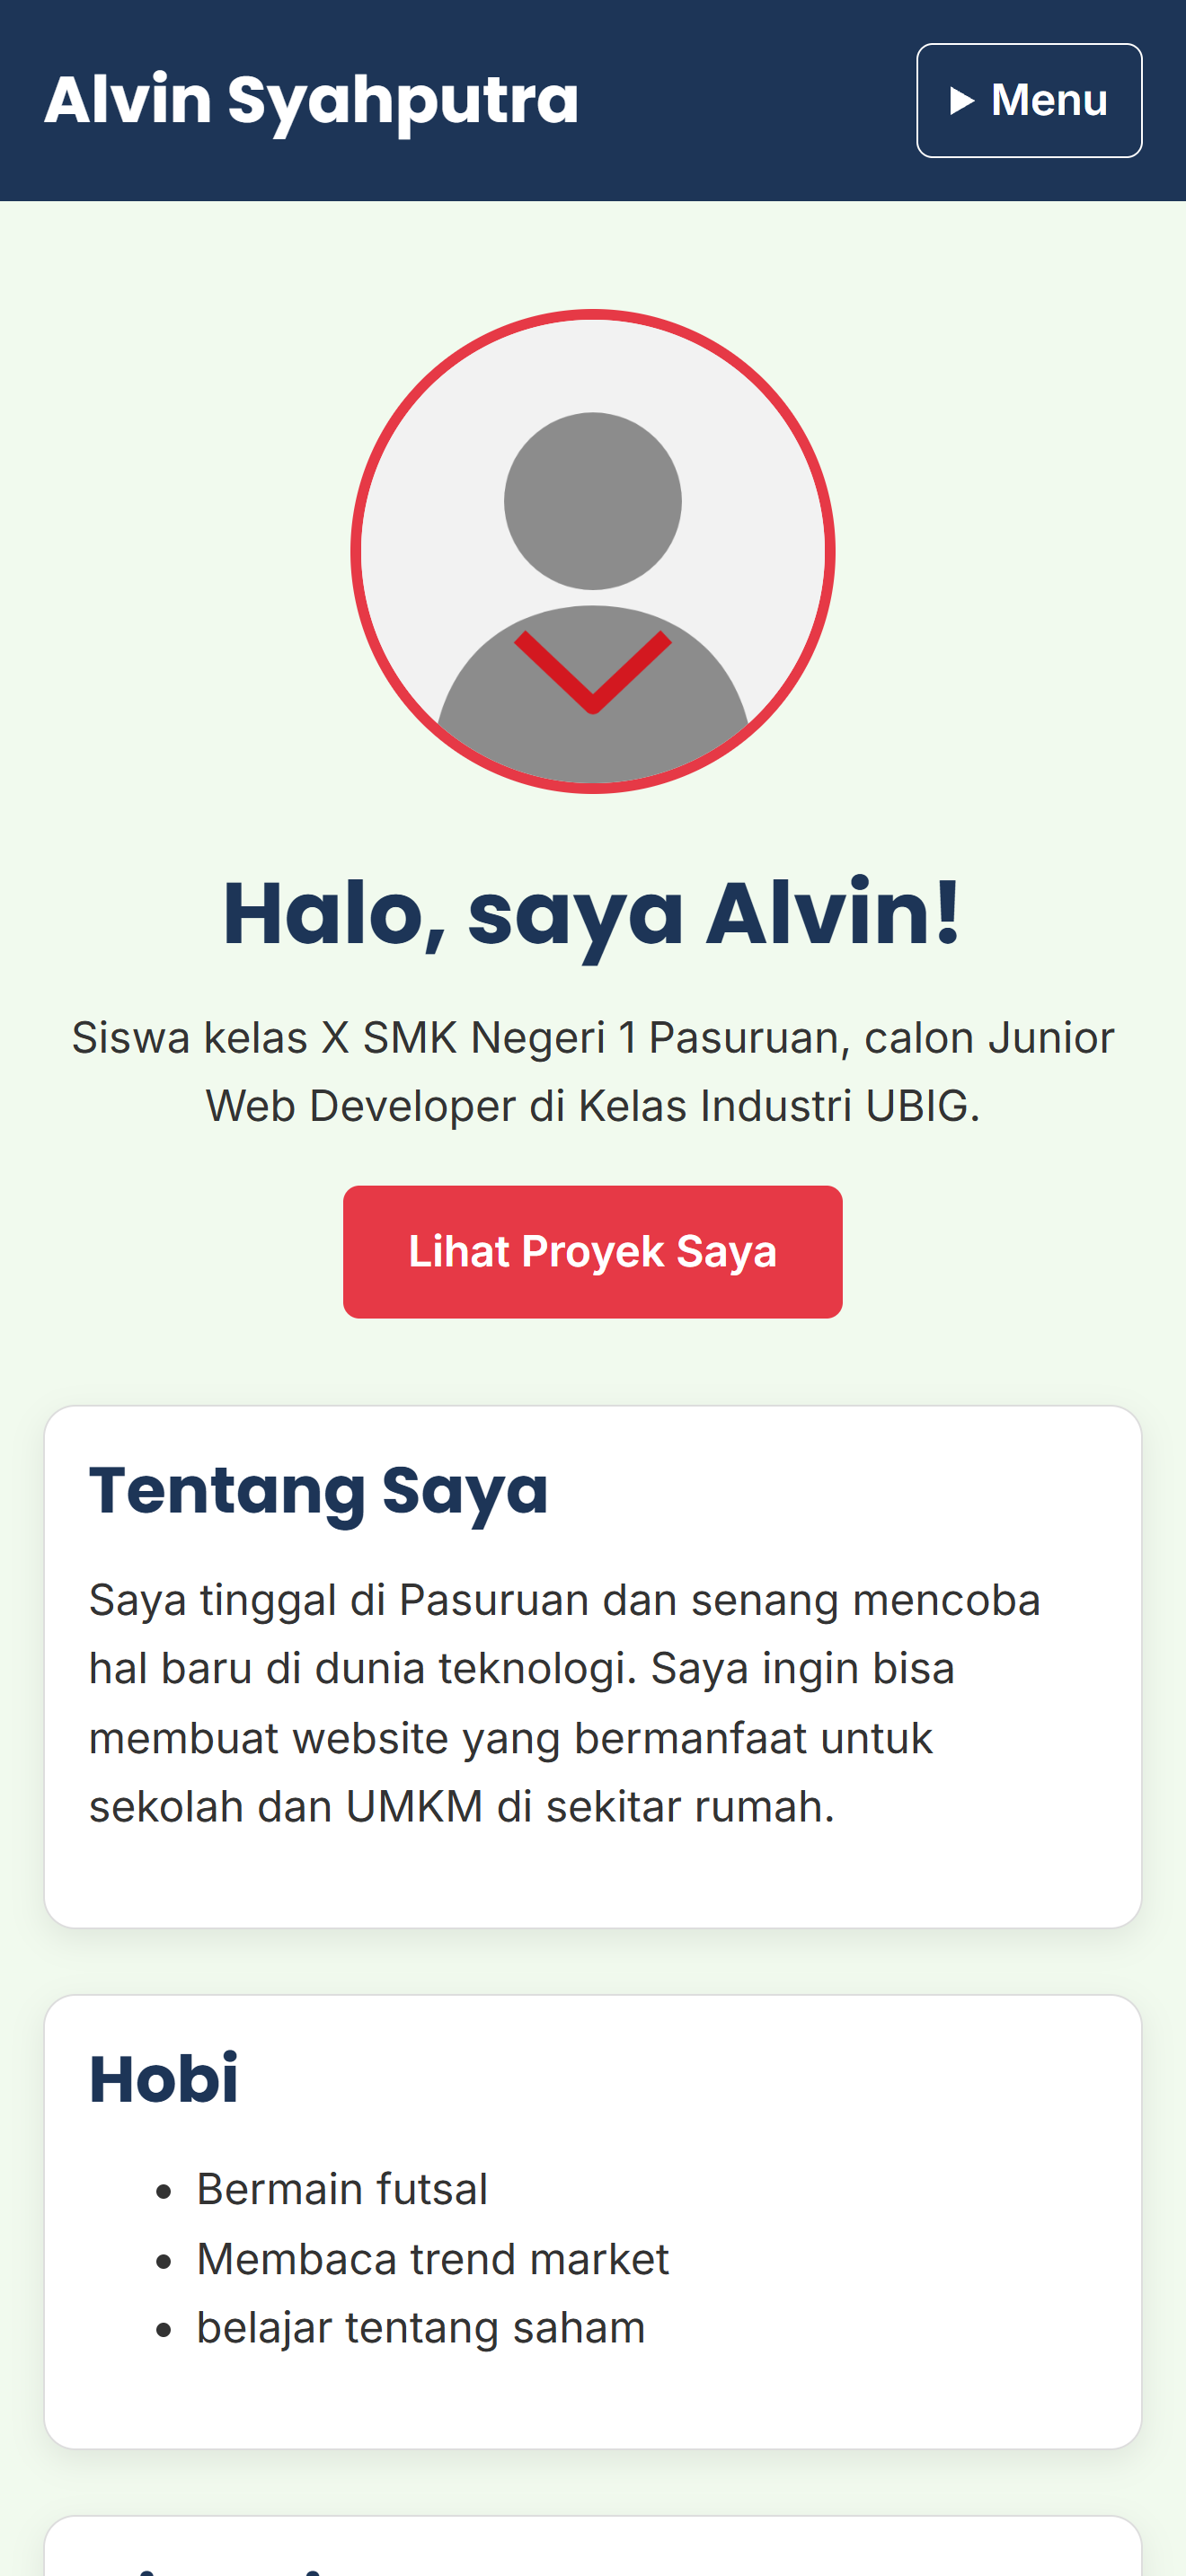 Alvin Syahputra
▶ Menu
Halo, saya Alvin!
Siswa kelas X SMK Negeri 1 Pasuruan, calon Junior
Web Developer di Kelas Industri UBIG.
Lihat Proyek Saya
Tentang Saya
Saya tinggal di Pasuruan dan senang mencoba
hal baru di dunia teknologi. Saya ingin bisa
membuat website yang bermanfaat untuk
sekolah dan UMKM di sekitar rumah.
Hobi
• Bermain futsal
• Membaca trend market
• belajar tentang saham